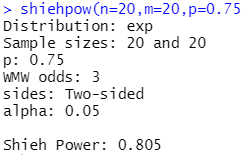 > shiehpow(n=20,m=20,p=0.75
Distribution: exp
Sample sizes: 20 and 20
p: 0.75
WMW odds: 3
sides: Two-sided
alpha: 0.05
Shieh Power: 0.805